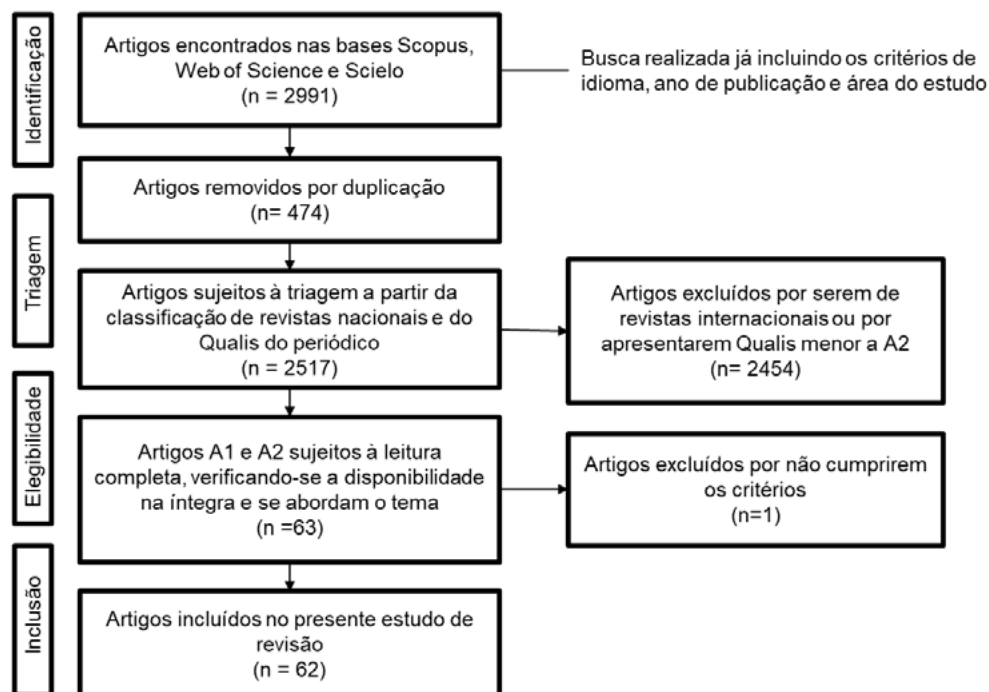 Identificação
Artigos encontrados nas bases Scopus,
Web of Science e Scielo
(n = 2991)
Busca realizada já incluindo os critérios de
idioma, ano de publicação e área do estudo
Artigos removidos por duplicação
(n= 474)
Triagem
Artigos sujeitos à triagem a partir da
classificação de revistas nacionais e do
Qualis do periódico
(n = 2517)
Artigos excluídos por serem de
revistas internacionais ou por
apresentarem Qualis menor a A2
(n= 2454)
Elegibilidade
Artigos A1 e A2 sujeitos à leitura
completa, verificando-se a disponibilidade
na íntegra e se abordam o tema
(n =63)
Artigos excluídos por não cumprirem
os critérios
(n=1)
Inclusão
Artigos incluídos no presente estudo de
revisão
(n = 62)